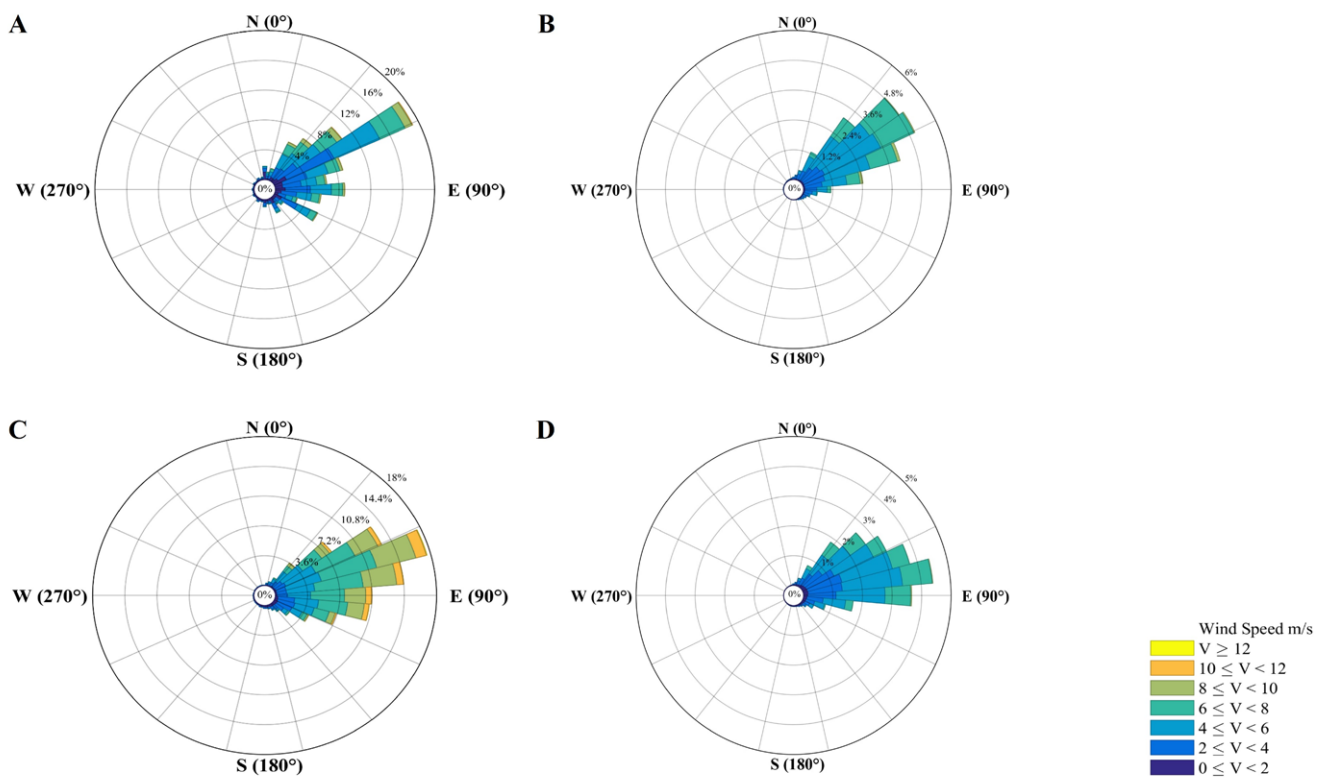 A
N (0°)
20%
16%
12%
8%
4%
0%
W (270°)
E (90°)
S (180°)
B
N (0°)
6%
4.8%
3.6%
2.4%
1.2%
0%
W (270°)
E (90°)
S (180°)
C
N (0°)
18%
14.4%
10.8%
7.2%
3.6%
0%
W (270°)
E (90°)
S (180°)
D
N (0°)
5%
4%
3%
2%
1%
0%
W (270°)
E (90°)
S (180°)
Wind Speed m/s
V ≥ 12
10 ≤ V < 12
8 ≤ V < 10
6 ≤ V < 8
4 ≤ V < 6
2 ≤ V < 4
0 ≤ V < 2